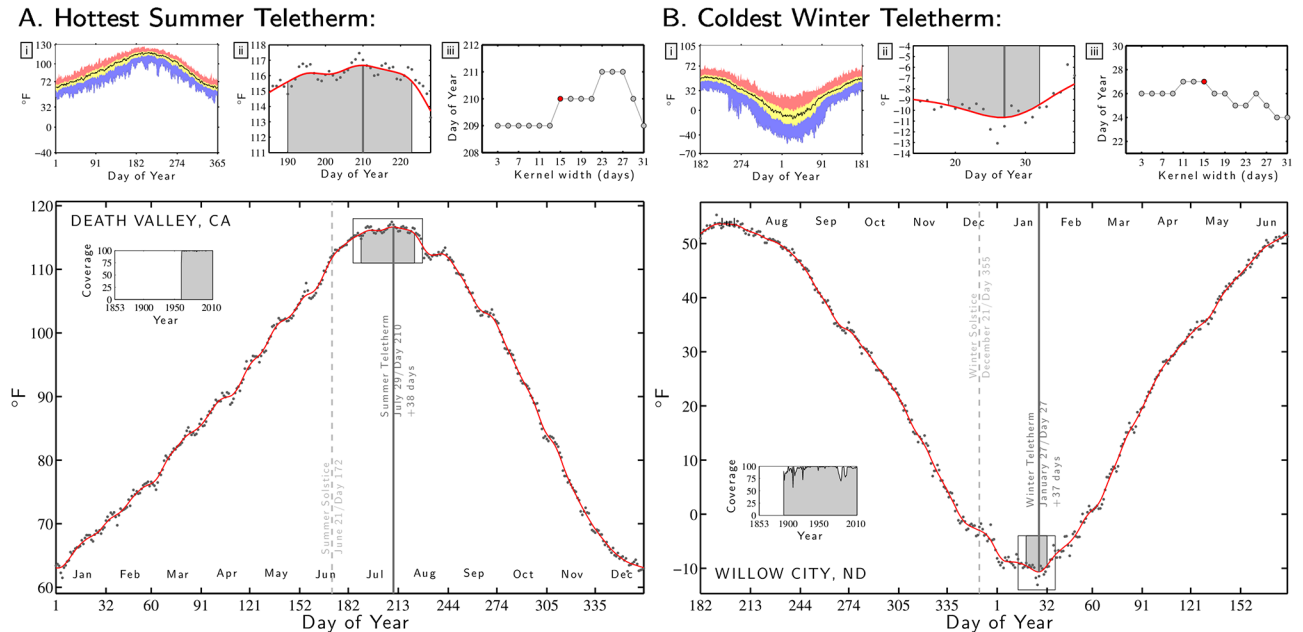 A. Hottest Summer Teletherm:
B. Coldest Winter Teletherm:
i
130
102
72
32
0
−40
°F
1 91 182 274 365
Day of Year
ii
118
117
116
115
114
113
112
111
°F
190 200 210 220
Day of Year
iii
212
211
210
209
208
Day of Year
3 7 11 15 19 23 27 31
Kernel width (days)
i
105
70
32
0
−40
−70
°F
182 274 1 91 181
Day of Year
ii
−4
−5
−6
−7
−8
−9
−10
−11
−12
−13
−14
°F
20 30
Day of Year
iii
30
28
26
24
22
Day of Year
3 7 11 15 19 23 27 31
Kernel width (days)
DEATH VALLEY, CA
120
110
100
90
80
70
60
°F
Coverage
100
75
50
25
0
1853 1900 1950 2010
Year
Summer Solstice
June 21/Day 172
Summer Teletherm
July 29/Day 210
+38 days
Jan Feb Mar Apr May Jun Jul Aug Sep Oct Nov Dec
1 32 60 91 121 152 182 213 244 274 305 335
Day of Year
Jul Aug Sep Oct Nov Dec Jan Feb Mar Apr May Jun
50
40
30
20
10
0
−10
°F
Winter Solstice
December 21/Day 355
Winter Teletherm
January 27/Day 27
+37 days
Coverage
100
75
50
25
0
1853 1900 1950 2010
Year
WILLOW CITY, ND
182 213 244 274 305 335 1 32 60 91 121 152
Day of Year